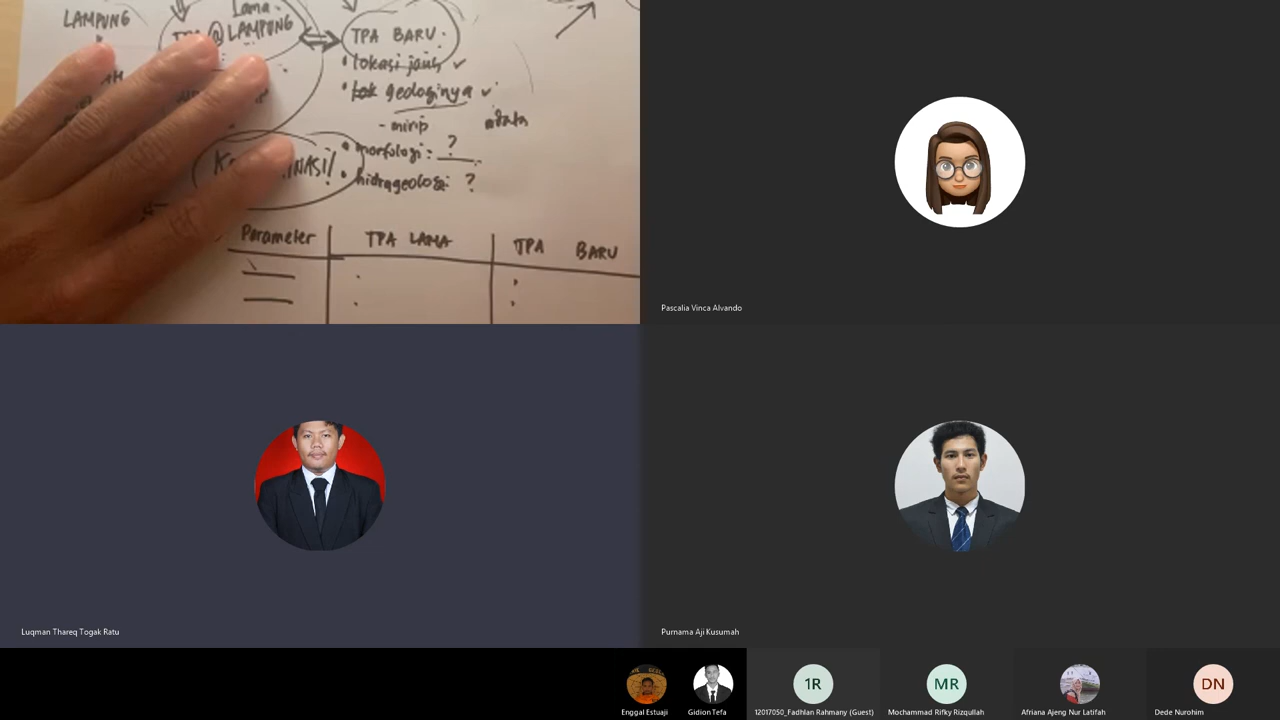 LAMPUNG
Lama
@LAMPUNG
TPA BARU
• lokasi jauh ✓
• geologinya ✓
- mirip
data
• morfologi : ?
• hidrogeologi ?
Parameter TPA LAMA TPA BARU
Pascalia Vinca Alvando
Luqman Thareq Togak Ratu
Purnama Aji Kusumah
1R MR DN
Enggal Estuaji Gidion Tefa 12017050_Fadhlan Rahmany (Guest) Mochammad Rifky Rizqullah Afriana Ajeng Nur Latifah Dede Nurohim